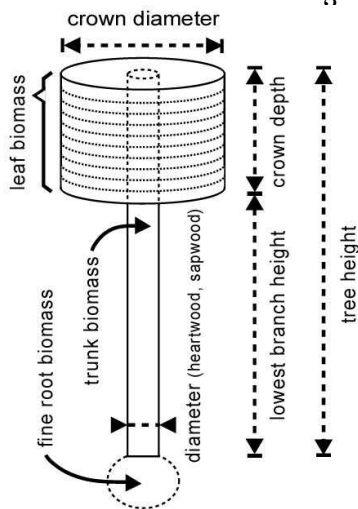 crown diameter
leaf biomass
crown depth
tree height
lowest branch height
trunk biomass
diameter (heartwood, sapwood)
fine root biomass